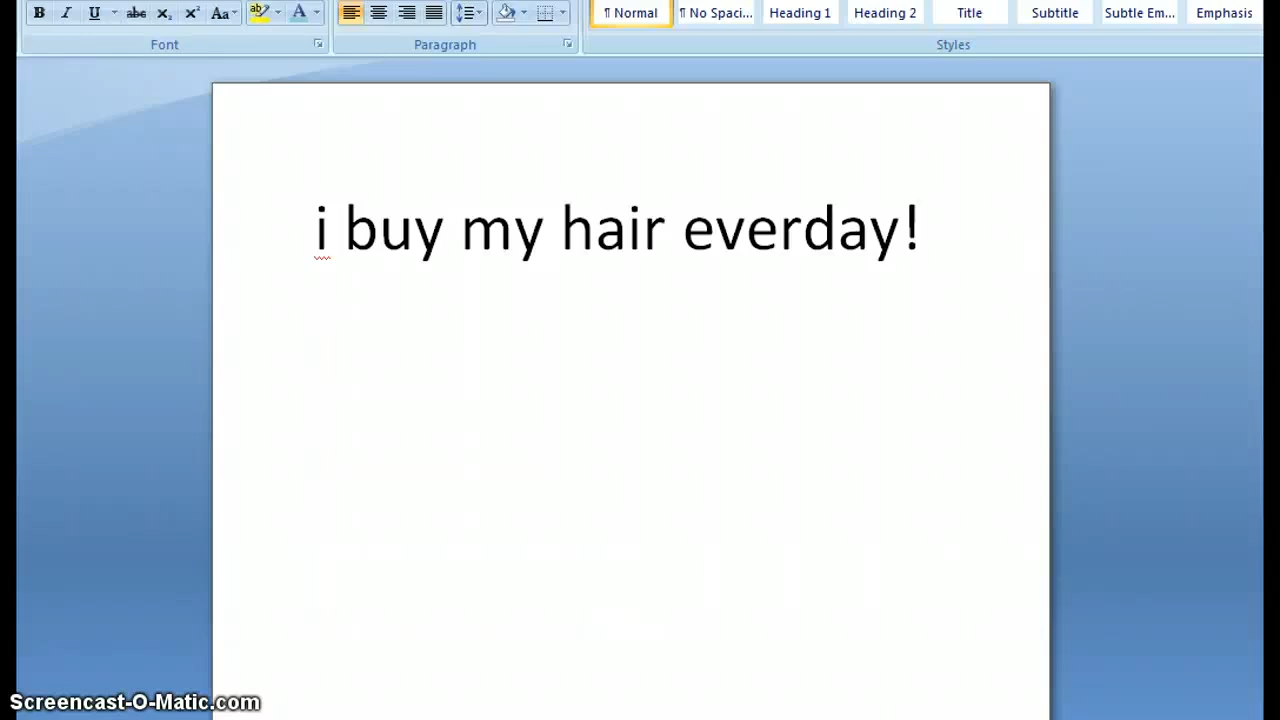 B I U abc x₂ x² Aa ab A
¶ Normal ¶ No Spaci... Heading 1 Heading 2 Title Subtitle Subtle Em... Emphasis
Font Paragraph Styles
i buy my hair everday!
Screencast-O-Matic.com